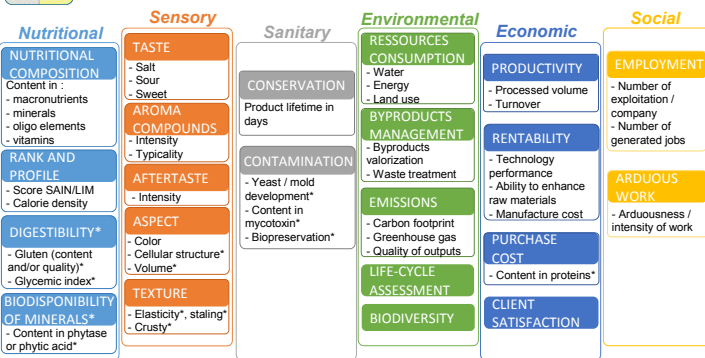 Nutritional
NUTRITIONAL
COMPOSITION
Content in :
- macronutrients
- minerals
- oligo elements
- vitamins
RANK AND
PROFILE
- Score SAIN/LIM
- Calorie density
DIGESTIBILITY*
- Gluten (content
and/or quality)*
- Glycemic index*
BIODISPONIBILITY
OF MINERALS*
- Content in phytase
or phytic acid*
Sensory
TASTE
- Salt
- Sour
- Sweet
AROMA
COMPOUNDS
- Intensity
- Typicality
AFTERTASTE
- Intensity
ASPECT
- Color
- Cellular structure*
- Volume*
TEXTURE
- Elasticity*, staling*
- Crusty*
Sanitary
CONSERVATION
Product lifetime in
days
CONTAMINATION
- Yeast / mold
development*
- Content in
mycotoxin*
- Biopreservation*
Environmental
RESSOURCES
CONSUMPTION
- Water
- Energy
- Land use
BYPRODUCTS
MANAGEMENT
- Byproducts
valorization
- Waste treatment
EMISSIONS
- Carbon footprint
- Greenhouse gas
- Quality of outputs
LIFE-CYCLE
ASSESSMENT
BIODIVERSITY
Economic
PRODUCTIVITY
- Processed volume
- Turnover
RENTABILITY
- Technology
performance
- Ability to enhance
raw materials
- Manufacture cost
PURCHASE
COST
- Content in proteins*
CLIENT
SATISFACTION
Social
EMPLOYMENT
- Number of
exploitation /
company
- Number of
generated jobs
ARDUOUS
WORK
- Arduousness /
intensity of work